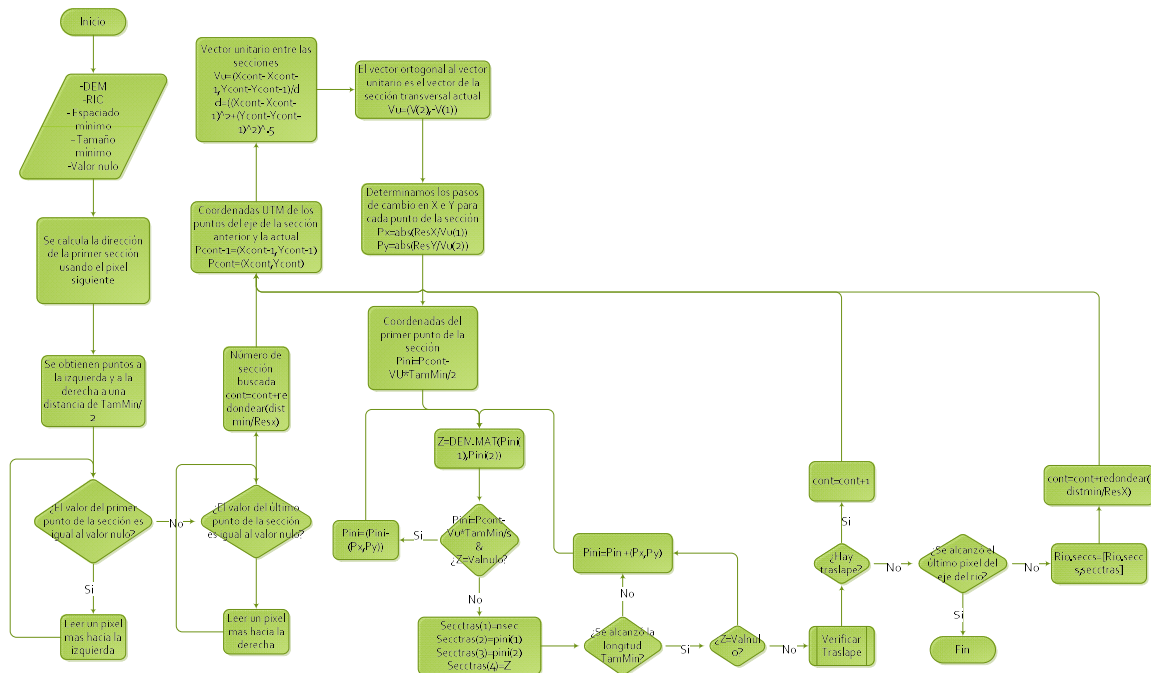 Inicio
-DEM
-RIC
- Espaciado
mínimo
- Tamaño
mínimo
-Valor nulo
Se calcula la dirección
de la primer sección
usando el pixel
siguiente
Se obtienen puntos a
la izquierda y a la
derecha a una
distancia de TamMin/
2
¿El valor del primer
punto de la sección es
igual al valor nulo?
No
Si
Leer un pixel
mas hacia la
izquierda
¿El valor del último
punto de la sección
es igual al valor nulo?
Leer un pixel
mas hacia la
derecha
Número de
sección
buscada
cont=cont+re
dondear(dist
min/Resx)
Coordenadas UTM de los
puntos del eje de la sección
anterior y la actual
Pcont-1=(Xcont-1,Ycont-1)
Pcont=(Xcont,Ycont)
Vector unitario entre las
secciones
Vu=(Xcont-Xcont-
1,Ycont-Ycont-1)/d
d=((Xcont-Xcont-
1)^2+(Ycont-Ycont-
1)^2)^.5
El vector ortogonal al vector
unitario es el vector de la
sección transversal actual
Vu=(V(2),-V(1))
Determinamos los pasos
de cambio en X e Y para
cada punto de la sección
Px=abs(ResX/Vu(1))
Py=abs(ResY/Vu(2))
Coordenadas del
primer punto de la
sección
Pini=Pcont-
VU*TamMin/2
Z=DEM.MAT(Pini(
1),Pini(2))
Pini=Pcont-
Vu*TamMin/s
&
¿Z=Valnulo?
Si
Pini=(Pini-
(Px,Py))
No
Secctras(1)=nsec
Secctras(2)=pini(1)
Secctras(3)=pini(2)
Secctras(4)=Z
¿Se alcanzó la
longitud
TamMin?
No
Pini=Pin+(Px,Py)
Si
¿Z=Valnul
o?
No
No
Verificar
Traslape
¿Hay
traslape?
Si
cont=cont+1
No
¿Se alcanzo el
último pixel del
eje del rio?
Si
Fin
No
Rio.seccs=[Rio.secc
s,secctras]
cont=cont+redondear(
distmin/ResX)